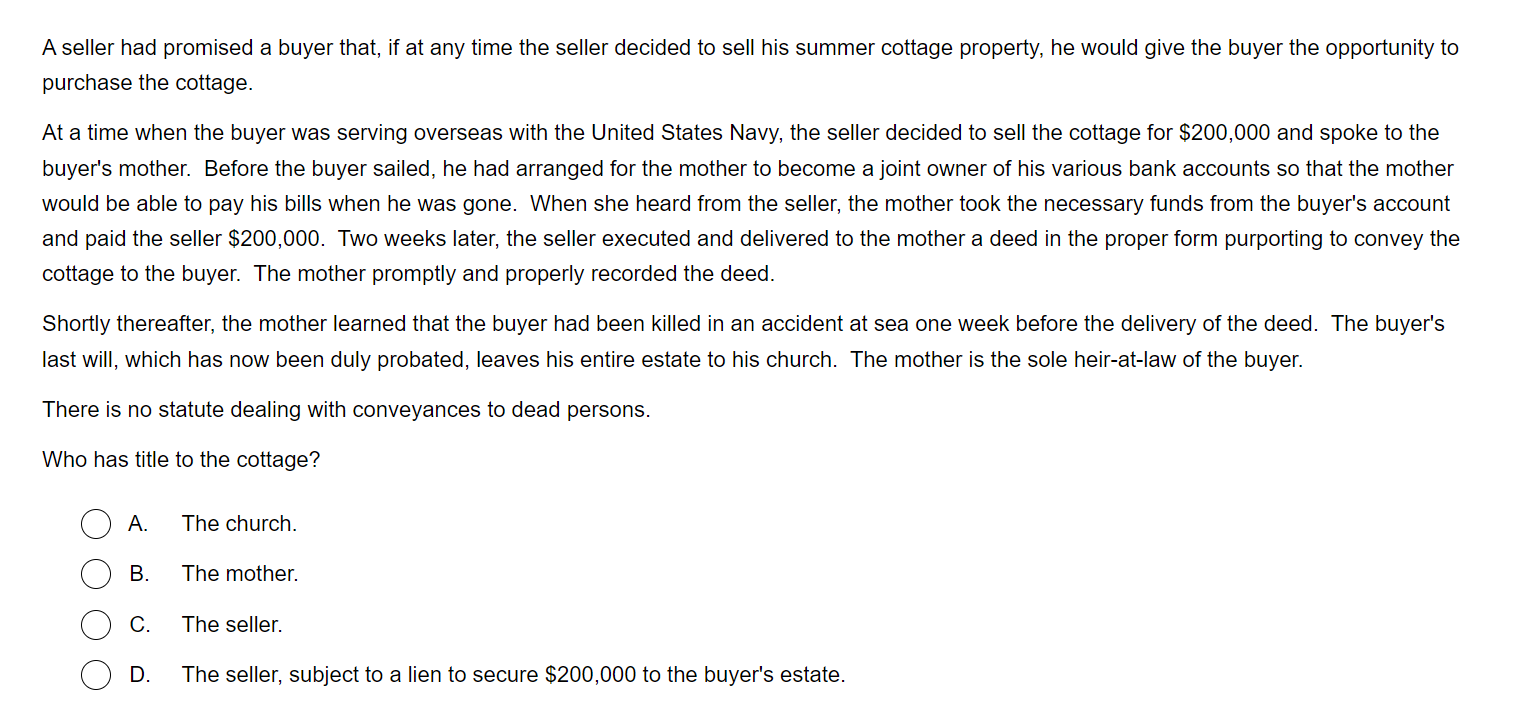 A seller had promised a buyer that, if at any time the seller decided to sell his summer cottage property, he would give the buyer the opportunity to
purchase the cottage.
At a time when the buyer was serving overseas with the United States Navy, the seller decided to sell the cottage for $200,000 and spoke to the
buyer's mother.  Before the buyer sailed, he had arranged for the mother to become a joint owner of his various bank accounts so that the mother
would be able to pay his bills when he was gone.  When she heard from the seller, the mother took the necessary funds from the buyer's account
and paid the seller $200,000.  Two weeks later, the seller executed and delivered to the mother a deed in the proper form purporting to convey the
cottage to the buyer.  The mother promptly and properly recorded the deed.
Shortly thereafter, the mother learned that the buyer had been killed in an accident at sea one week before the delivery of the deed.  The buyer's
last will, which has now been duly probated, leaves his entire estate to his church.  The mother is the sole heir-at-law of the buyer.
There is no statute dealing with conveyances to dead persons.
Who has title to the cottage?
A. The church.
B. The mother.
C. The seller.
D. The seller, subject to a lien to secure $200,000 to the buyer's estate.